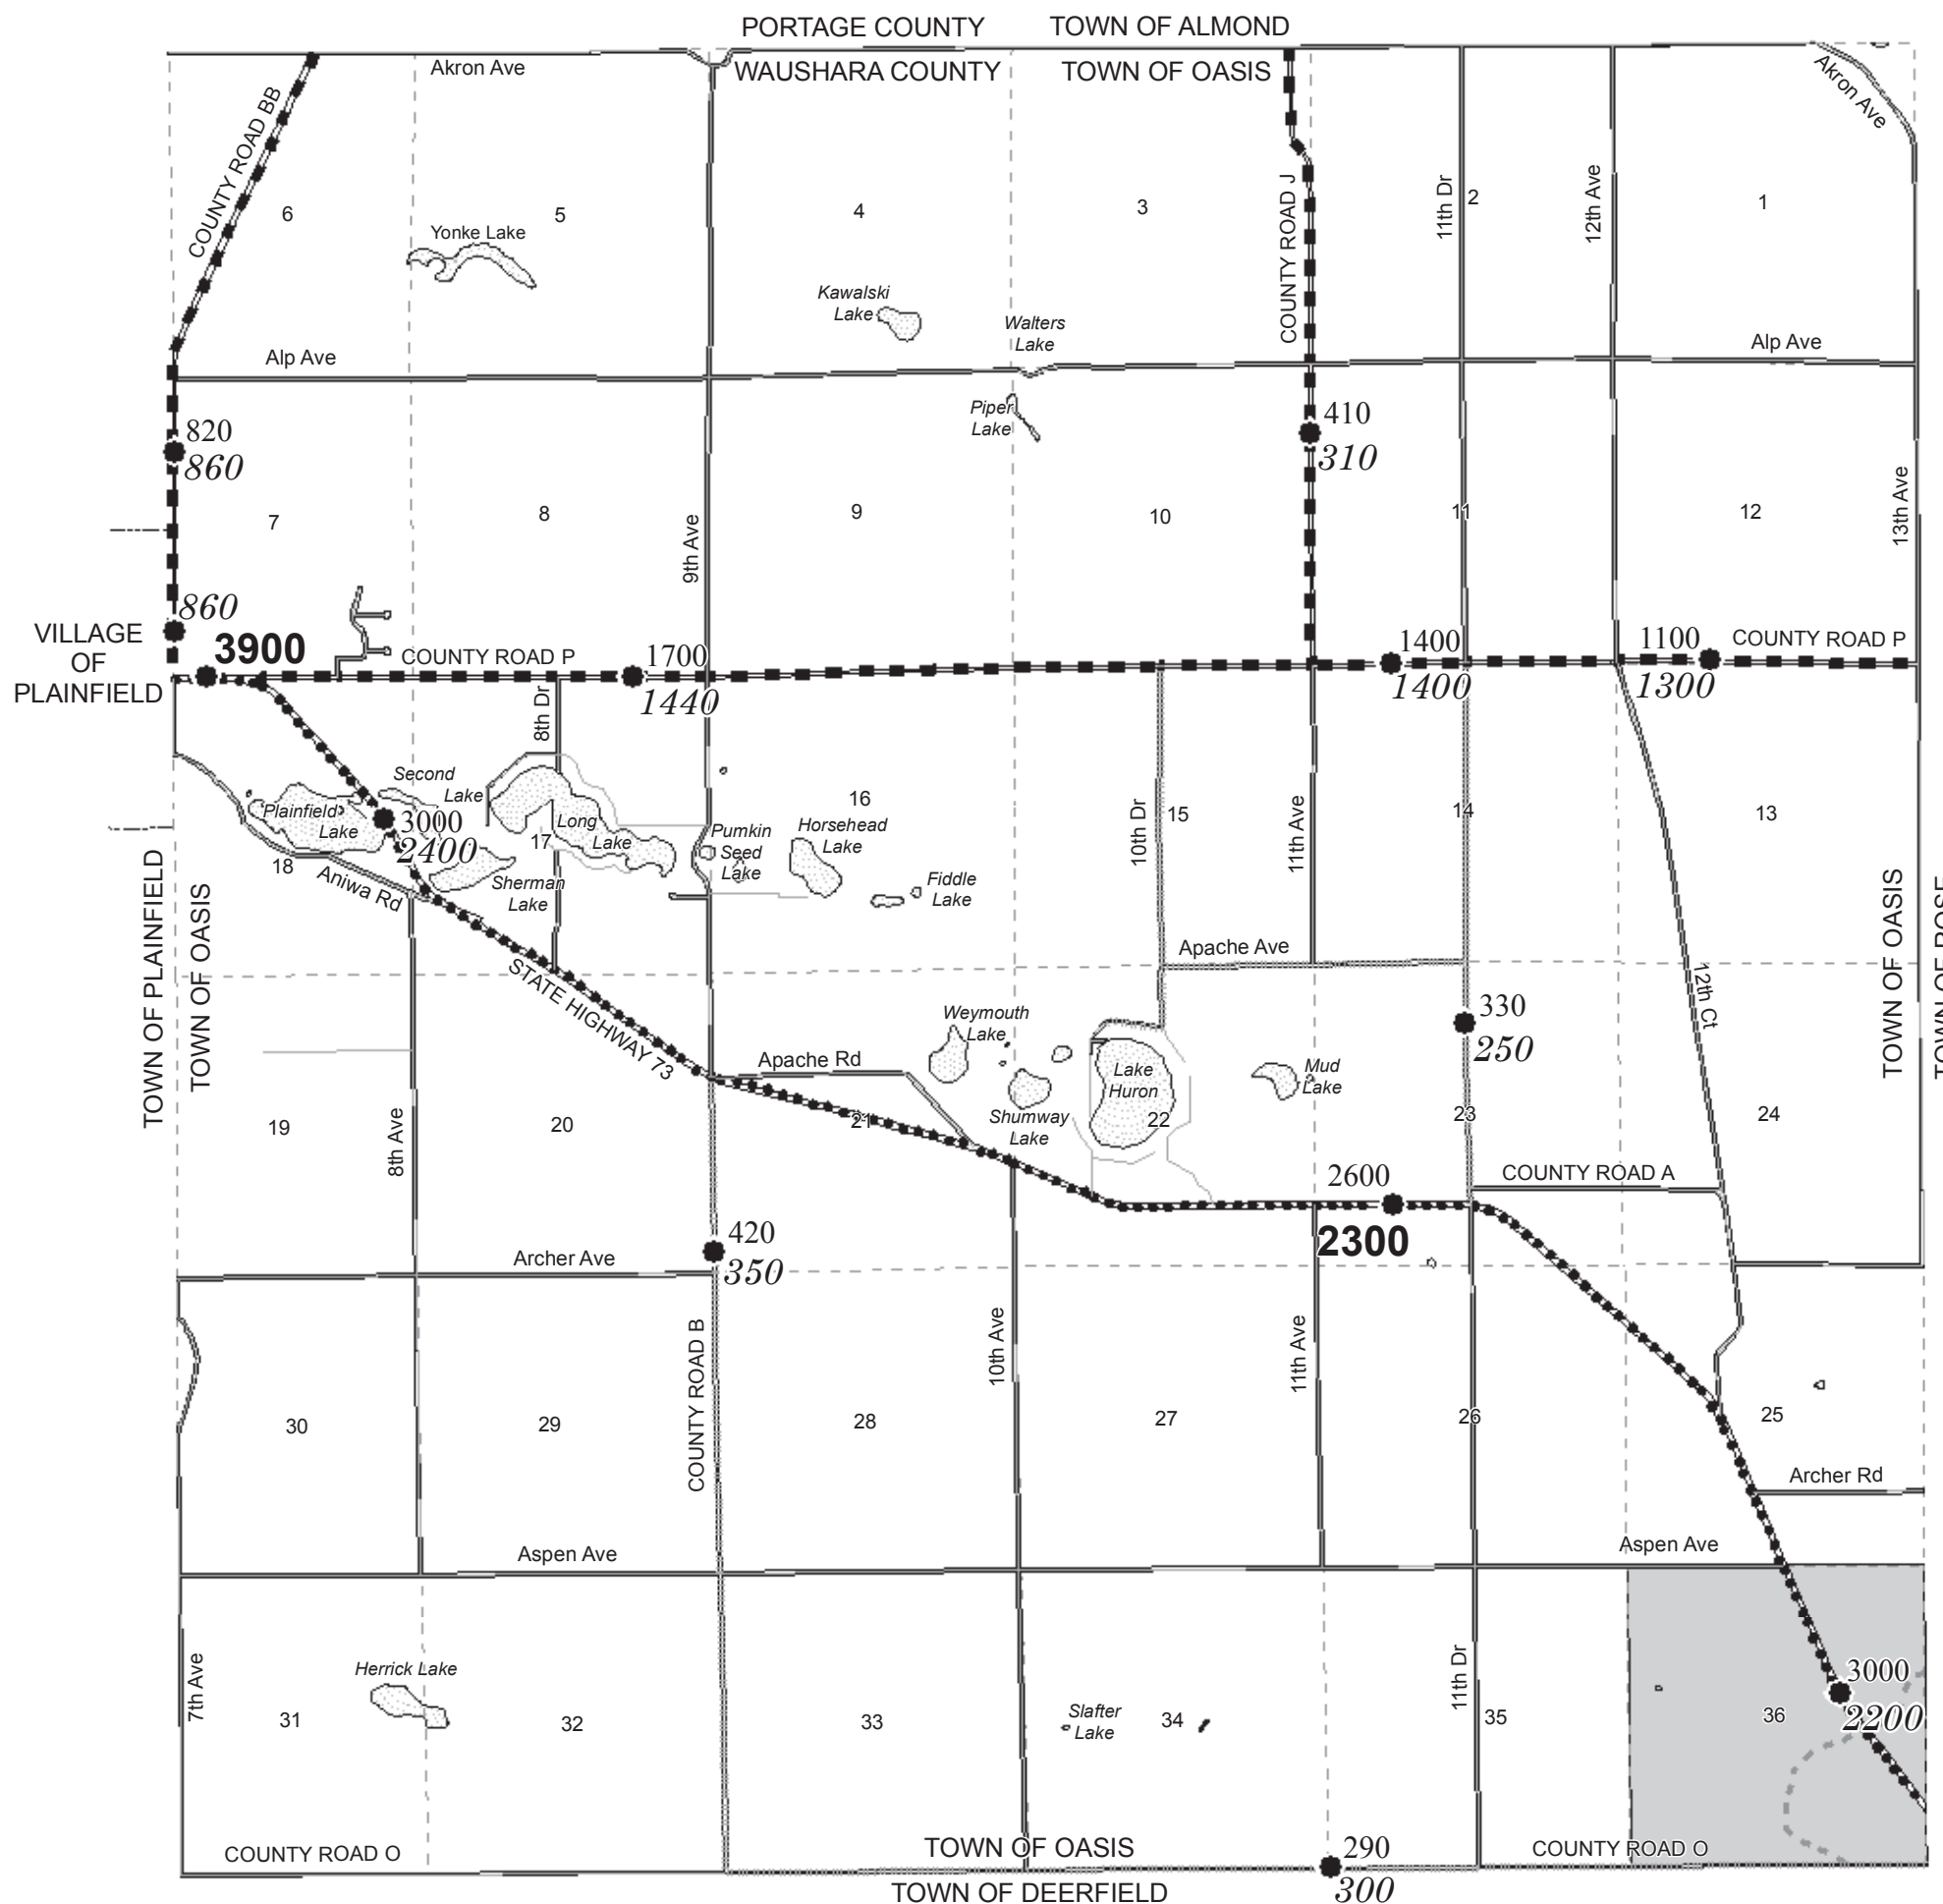 PORTAGE COUNTY TOWN OF ALMOND
WAUSHARA COUNTY TOWN OF OASIS
Akron Ave
Akron Ave
COUNTY ROAD BB
COUNTY ROAD J
11th Dr
12th Ave
6
5
4
3
2
1
Yonke Lake
Kawalski
Lake
Walters
Lake
Alp Ave
Alp Ave
Piper
Lake
820
860
410
310
7
8
9
10
11
12
9th Ave
13th Ave
860
VILLAGE
OF
PLAINFIELD
3900
COUNTY ROAD P
1700
1440
1400
1400
1100
1300
COUNTY ROAD P
8th Dr
Second
Lake
Plainfield
Lake
3000
2400
Long
Lake
17
18
Sherman
Lake
Aniwa Rd
Pumkin
Seed
Lake
16
Horsehead
Lake
Fiddle
Lake
10th Dr
15
11th Ave
14
13
TOWN OF PLAINFIELD
TOWN OF OASIS
TOWN OF OASIS
Apache Ave
STATE HIGHWAY 73
12th Ct
330
250
Weymouth
Lake
Apache Rd
Lake
Huron
Mud
Lake
Shumway
Lake
19
20
21
22
23
24
8th Ave
COUNTY ROAD A
2600
2300
420
350
Archer Ave
COUNTY ROAD B
10th Ave
11th Ave
30
29
28
27
26
25
Archer Rd
Aspen Ave
Aspen Ave
7th Ave
Herrick Lake
31
32
33
Slafter
Lake
34
11th Dr
35
36
3000
2200
COUNTY ROAD O
TOWN OF OASIS
290
300
COUNTY ROAD O
TOWN OF DEERFIELD